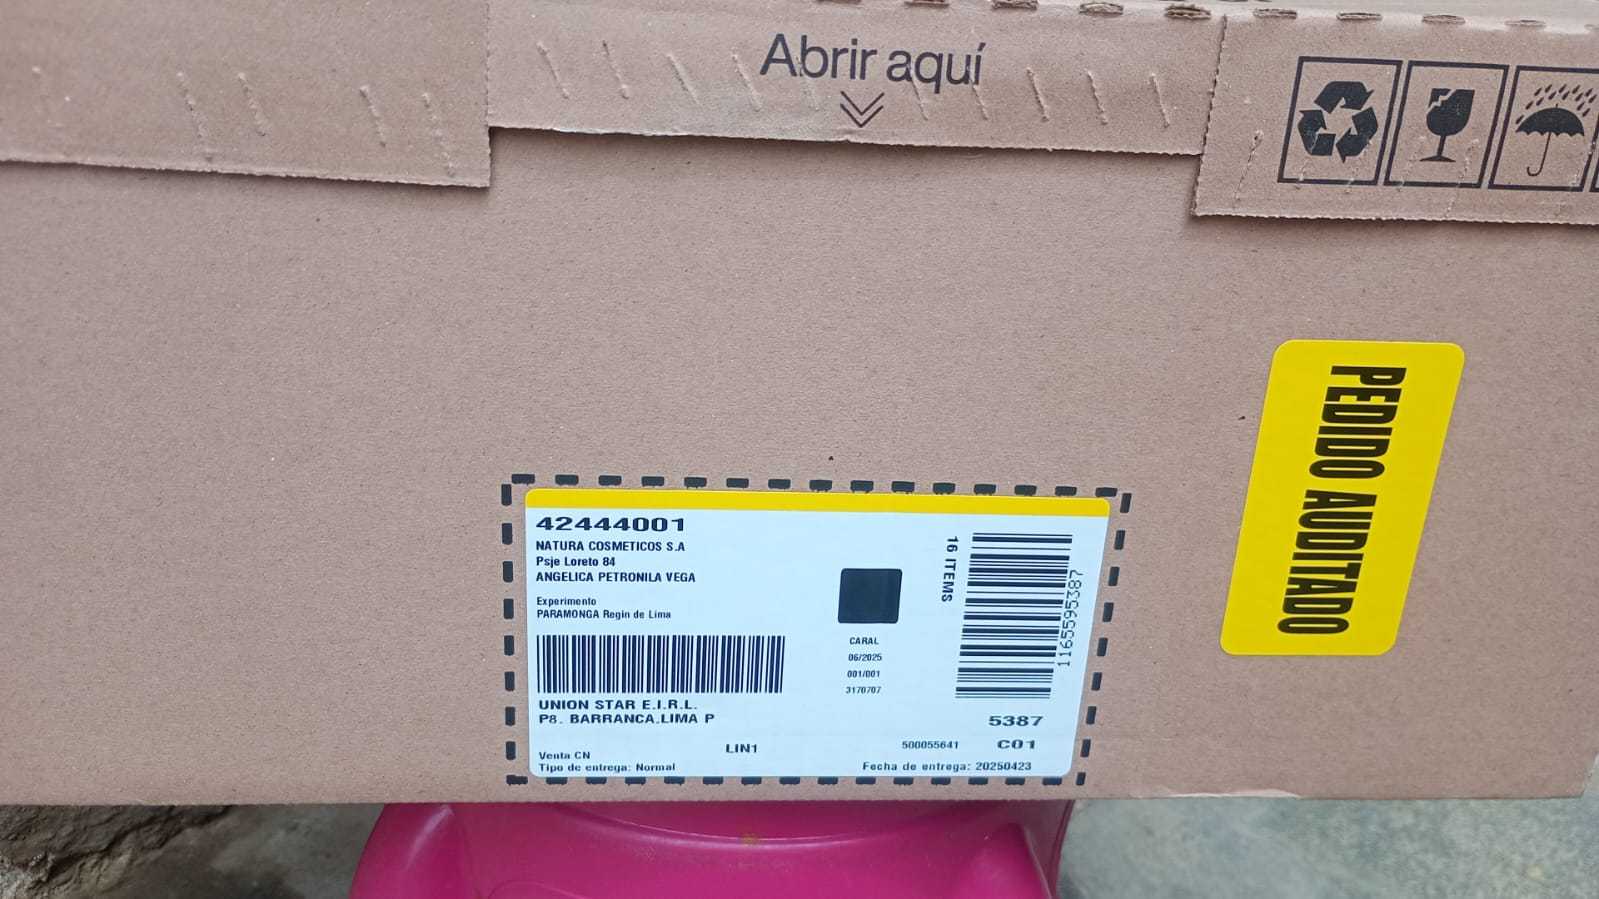 Abrir aquí
PEDIDO AUDITADO
42444001
NATURA COSMETICOS S.A
Psje Loreto 84
ANGELICA PETRONILA VEGA
Experimento
PARAMONGA Regin de Lima
16 ITEMS
1165595387
CARAL
06/2025
001/001
3170707
UNION STAR E.I.R.L.
P8. BARRANCA.LIMA P
5387
LIN1
500055641
C01
Venta CN
Tipo de entrega: Normal
Fecha de entrega: 20250423